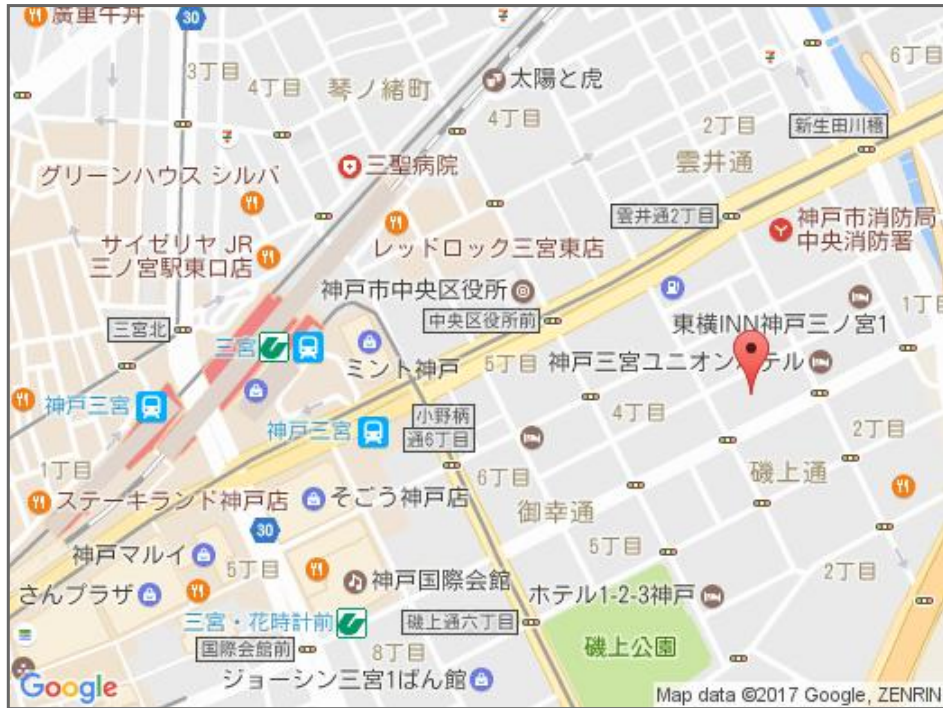 廣重牛丼
30
3丁目
4丁目
琴ノ緒町
太陽と虎
4丁目
6丁目
2丁目
新生田川橋
雲井通
三聖病院
グリーンハウス シルバ
雲井通2丁目
神戸市消防局
中央消防署
サイゼリヤ JR
三ノ宮駅東口店
レッドロック三宮東店
神戸市中央区役所
1丁目
三宮北
中央区役所前
東横INN神戸三ノ宮1
三宮
ミント神戸
5丁目
神戸三宮ユニオンホテル
神戸三宮
神戸三宮
小野柄
通6丁目
4丁目
2丁目
1丁目
6丁目
磯上通
ステーキランド神戸店
そごう神戸店
御幸通
30
神戸マルイ
5丁目
5丁目
2丁目
さんプラザ
神戸国際会館
ホテル1-2-3神戸
三宮・花時計前
磯上通六丁目
国際会館前
8丁目
磯上公園
ジョーシン三宮1ばん館
Google
Map data ©2017 Google, ZENRIN